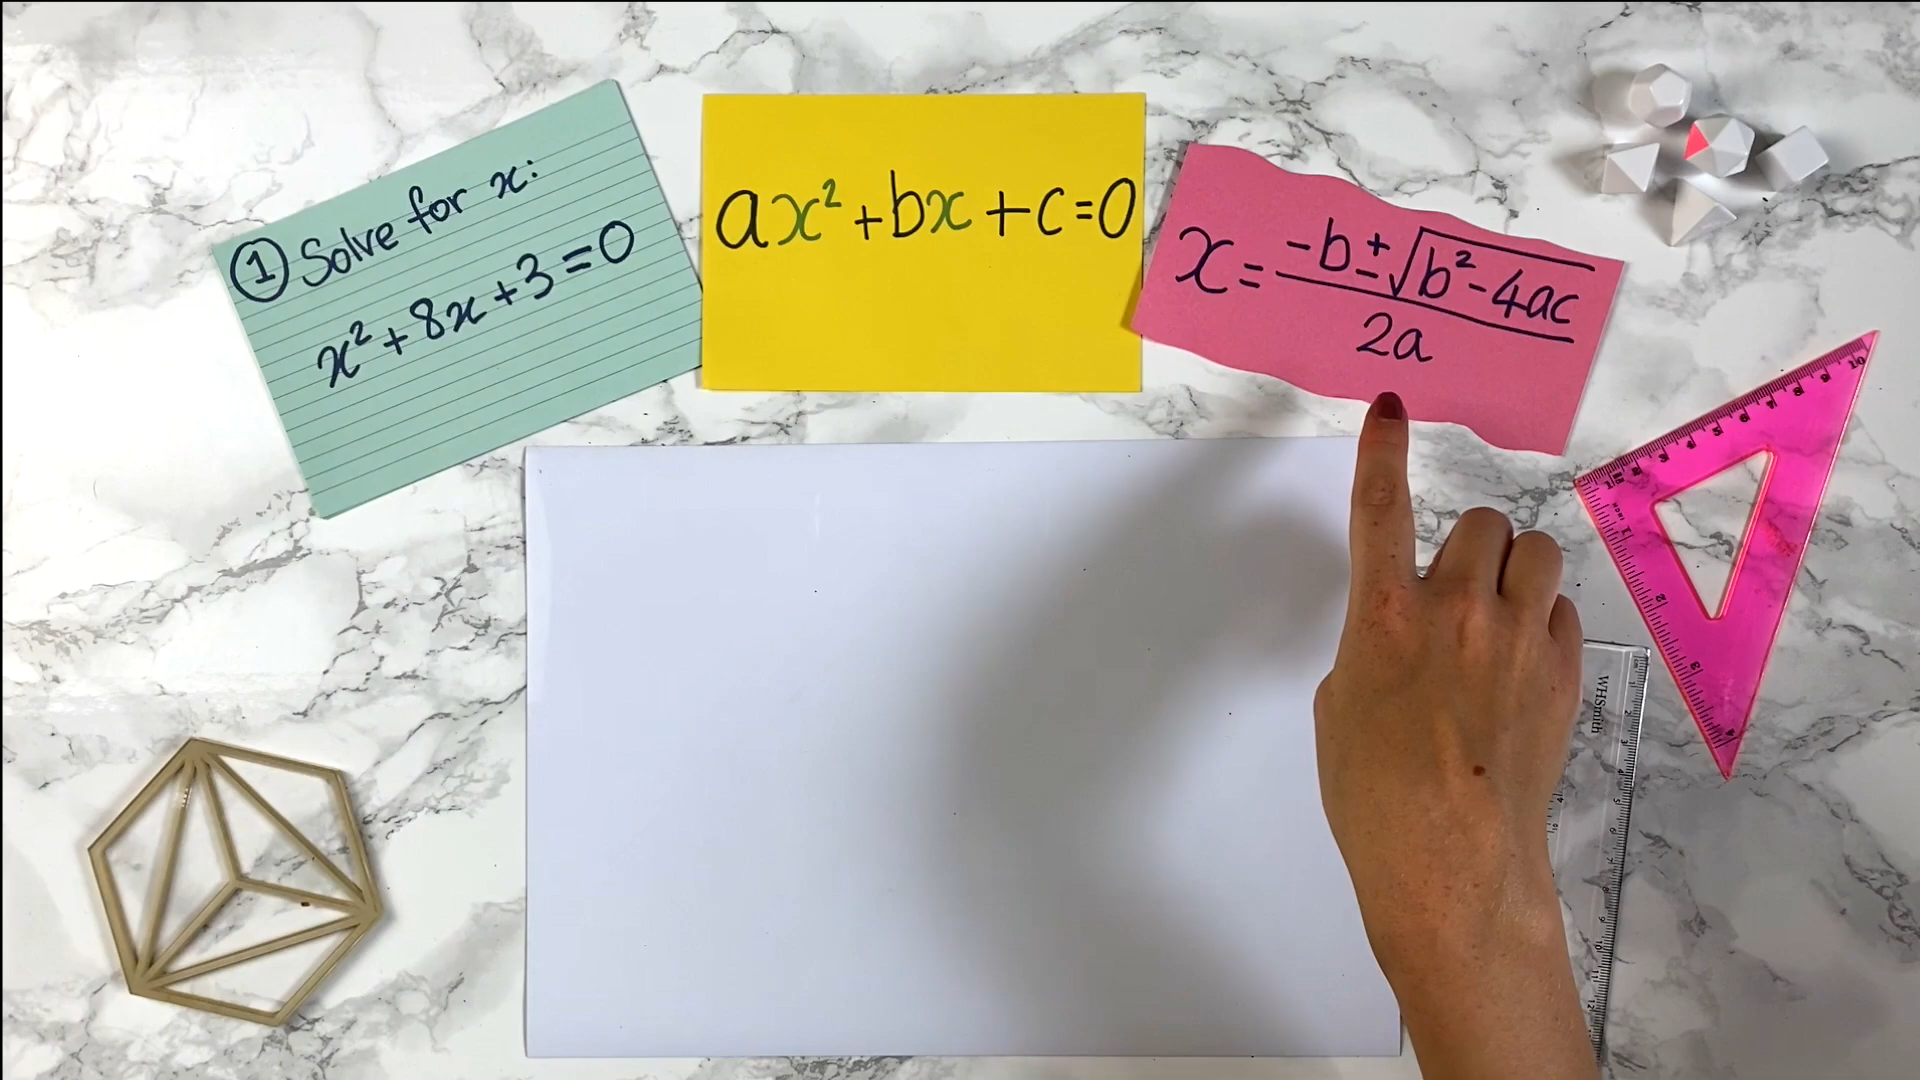 ① Solve for x:
x² + 8x + 3 = 0
ax² + bx + c = 0
x = (-b ± √(b² - 4ac)) / 2a
WHSmith